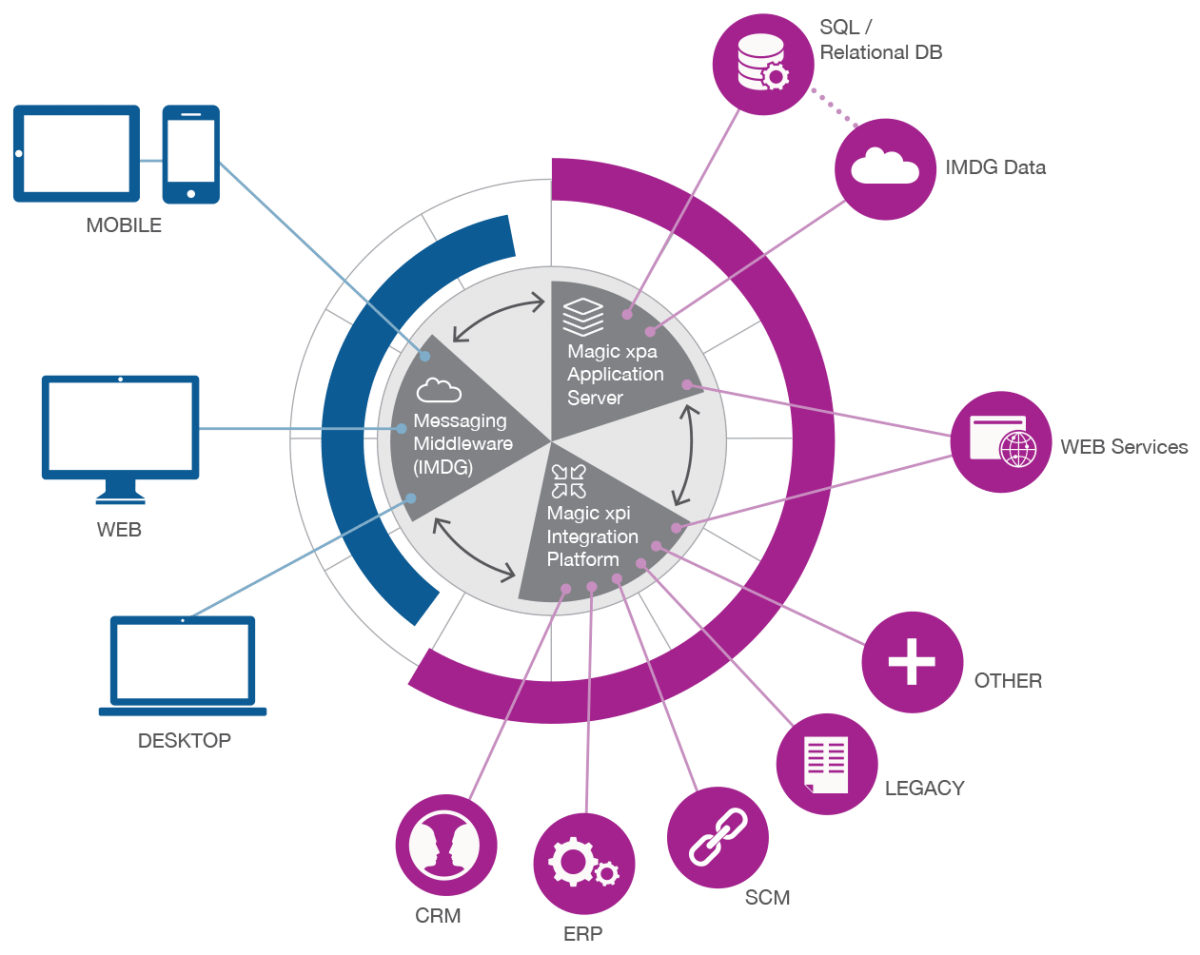 SQL /
Relational DB
IMDG Data
MOBILE
Magic xpa
Application
Server
Messaging
Middleware
(IMDG)
WEB Services
WEB
Magic xpi
Integration
Platform
OTHER
DESKTOP
LEGACY
SCM
CRM
ERP